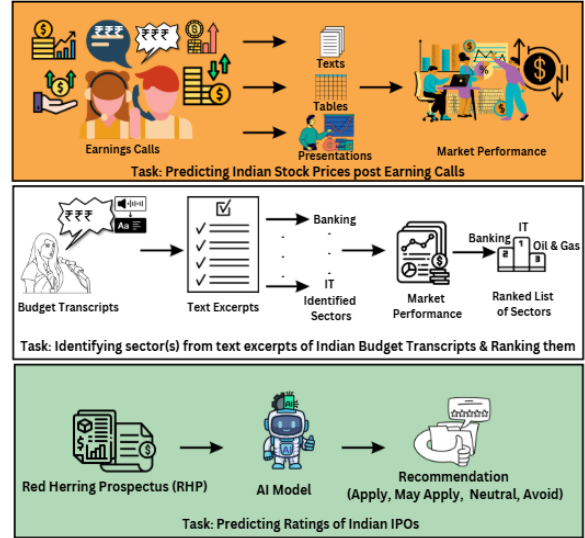 ₹₹₹
₹₹₹
Texts
Tables
Presentations
Earnings Calls
Market Performance
Task: Predicting Indian Stock Prices post Earning Calls
₹₹₹
Aa
Banking
IT
Identified
Sectors
Budget Transcripts
Text Excerpts
Market
Performance
IT
Banking
Oil & Gas
2 1 3
Ranked List
of Sectors
Task: Identifying sector(s) from text excerpts of Indian Budget Transcripts & Ranking them
AI
AI
Red Herring Prospectus (RHP)
AI Model
Recommendation
(Apply, May Apply, Neutral, Avoid)
Task: Predicting Ratings of Indian IPOs